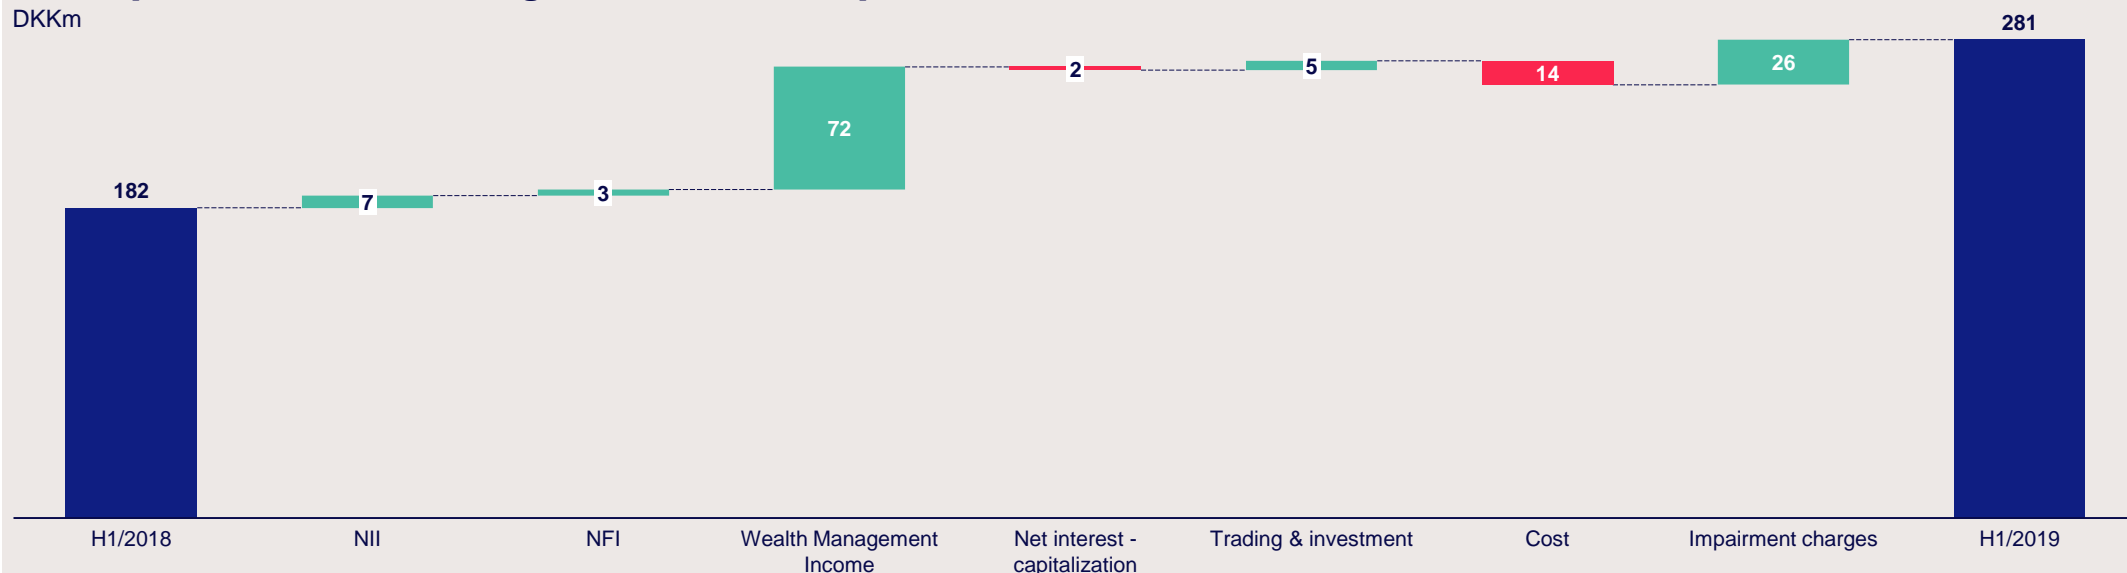 DKKm
281
2
5
14
26
72
182
7
3
H1/2018
NII
NFI
Wealth Management
Income
Net interest -
capitalization
Trading & investment
Cost
Impairment charges
H1/2019